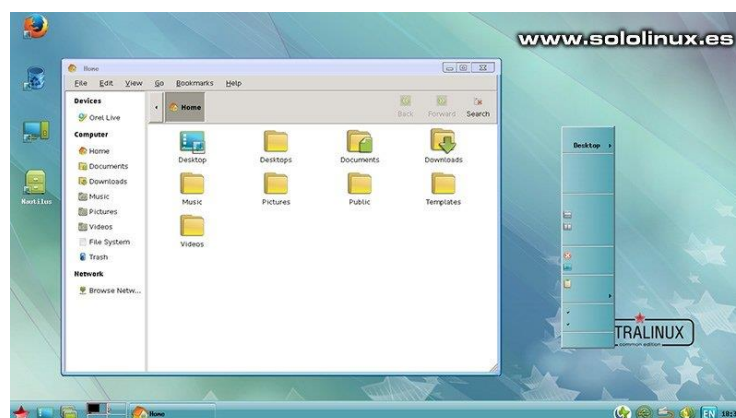 www.sololinux.es
Home
File Edit View Go Bookmarks Help
Devices
Orel Live
Computer
Home
Documents
Downloads
Music
Pictures
Videos
File System
Trash
Network
Browse Netw...
Home
Back Forward Search
Desktop Desktops Documents Downloads
Music Pictures Public Templates
Videos
Nautilus
Desktop
TRALINUX
common edition
Home
EN